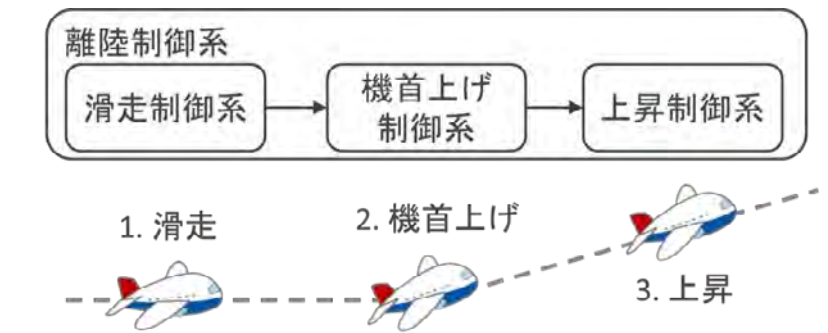 離陸制御系
滑走制御系
機首上げ
制御系
上昇制御系
1. 滑走
2. 機首上げ
3. 上昇